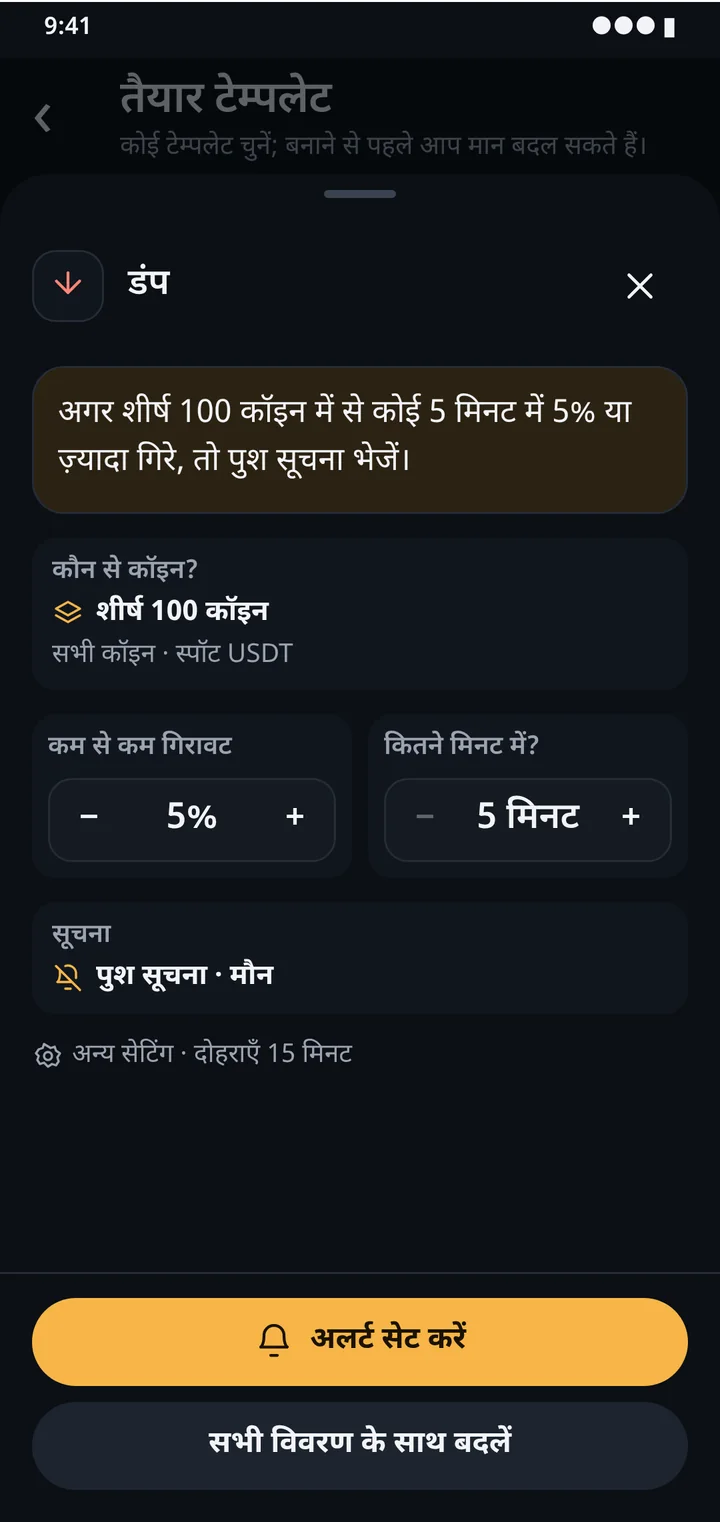 9:41
तैयार टेम्पलेट
कोई टेम्पलेट चुनें; बनाने से पहले आप मान बदल सकते हैं।
डंप
अगर शीर्ष 100 कॉइन में से कोई 5 मिनट में 5% या
ज़्यादा गिरे, तो पुश सूचना भेजें।
कौन से कॉइन?
शीर्ष 100 कॉइन
सभी कॉइन · स्पॉट USDT
कम से कम गिरावट
− 5% +
कितने मिनट में?
− 5 मिनट +
सूचना
पुश सूचना · मौन
अन्य सेटिंग · दोहराएँ 15 मिनट
अलर्ट सेट करें
सभी विवरण के साथ बदलें